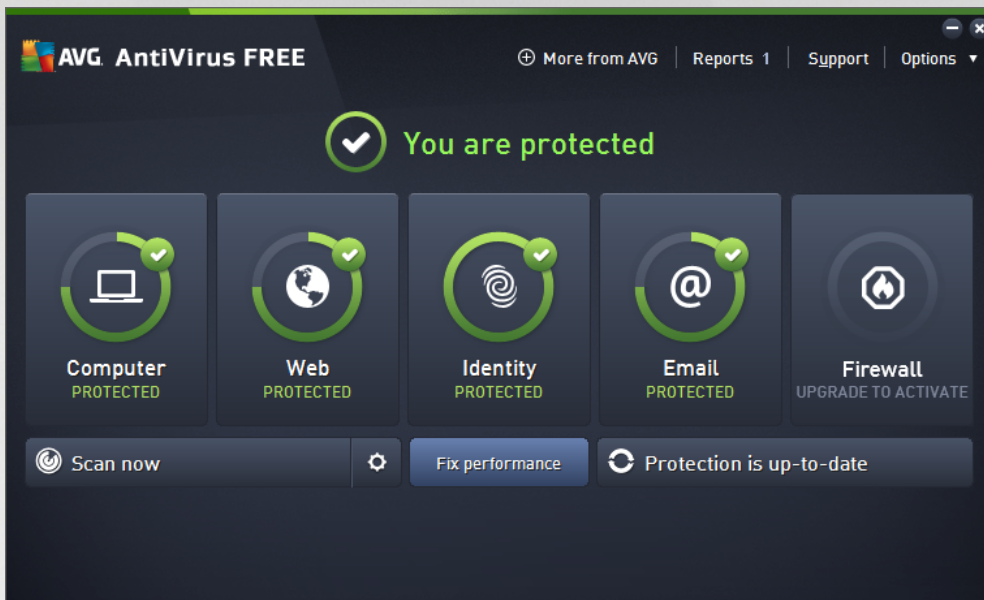 AVG AntiVirus FREE
More from AVG Reports 1 Support Options
You are protected
Computer Web Identity Email Firewall
PROTECTED PROTECTED PROTECTED PROTECTED UPGRADE TO ACTIVATE
Scan now Fix performance Protection is up-to-date